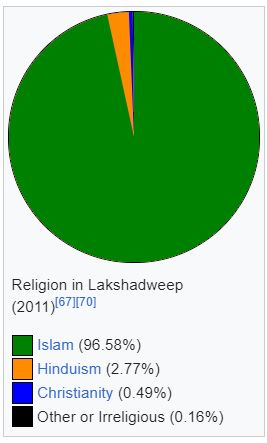 Religion in Lakshadweep
(2011)[67][70]
Islam (96.58%)
Hinduism (2.77%)
Christianity (0.49%)
Other or Irreligious (0.16%)